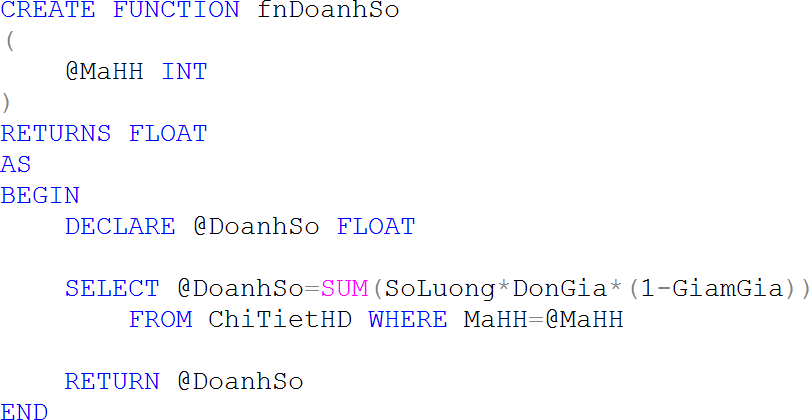 CREATE FUNCTION fnDoanhSo
(
    @MaHH INT
)
RETURNS FLOAT
AS
BEGIN
    DECLARE @DoanhSo FLOAT

    SELECT @DoanhSo=SUM(SoLuong*DonGia*(1-GiamGia))
        FROM ChiTietHD WHERE MaHH=@MaHH

    RETURN @DoanhSo
END